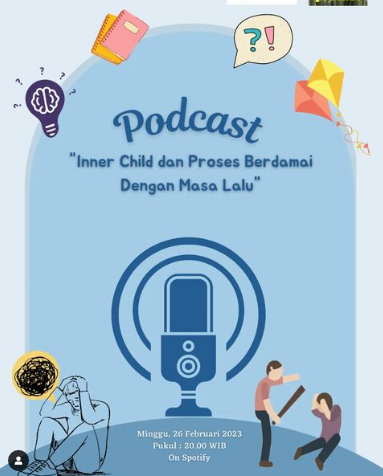 ?!
Podcast
"Inner Child dan Proses Berdamai
Dengan Masa Lalu"
Minggu, 26 Februari 2023
Pukul : 20.00 WIB
On Spotify